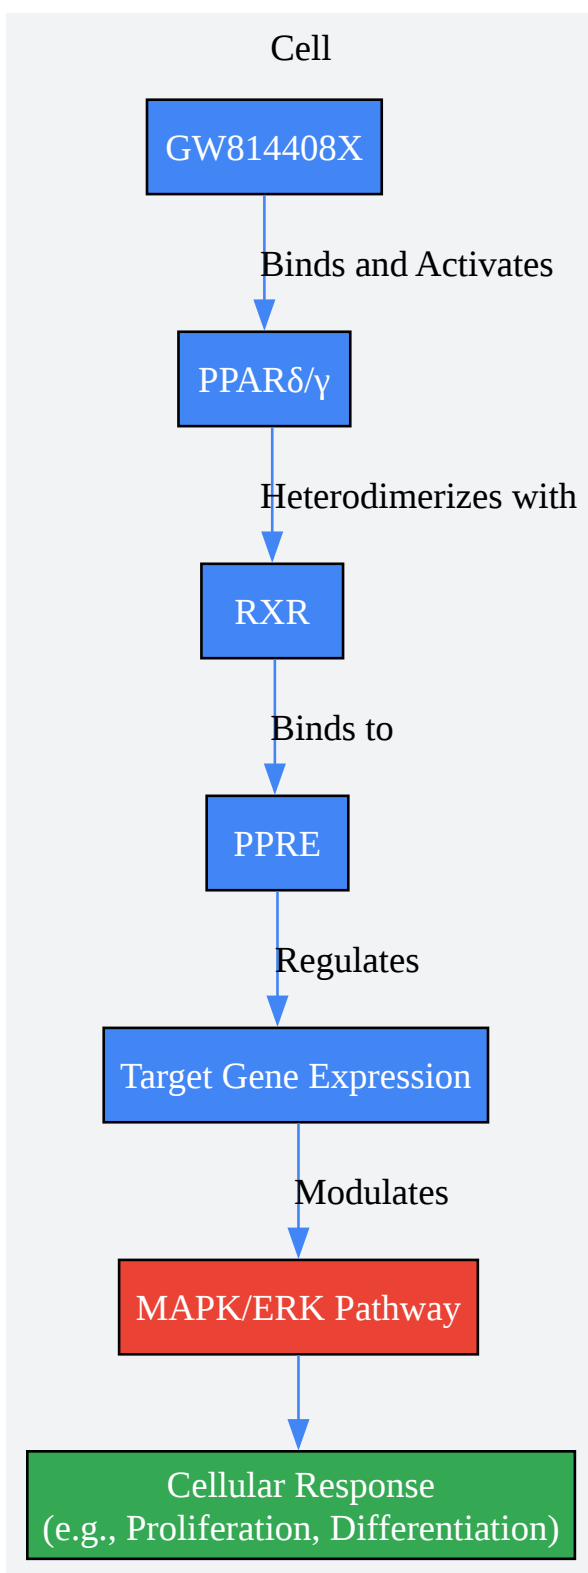 Cell
GW814408X
Binds and Activates
PPARδ/γ
Heterodimerizes with
RXR
Binds to
PPRE
Regulates
Target Gene Expression
Modulates
MAPK/ERK Pathway
Cellular Response
(e.g., Proliferation, Differentiation)